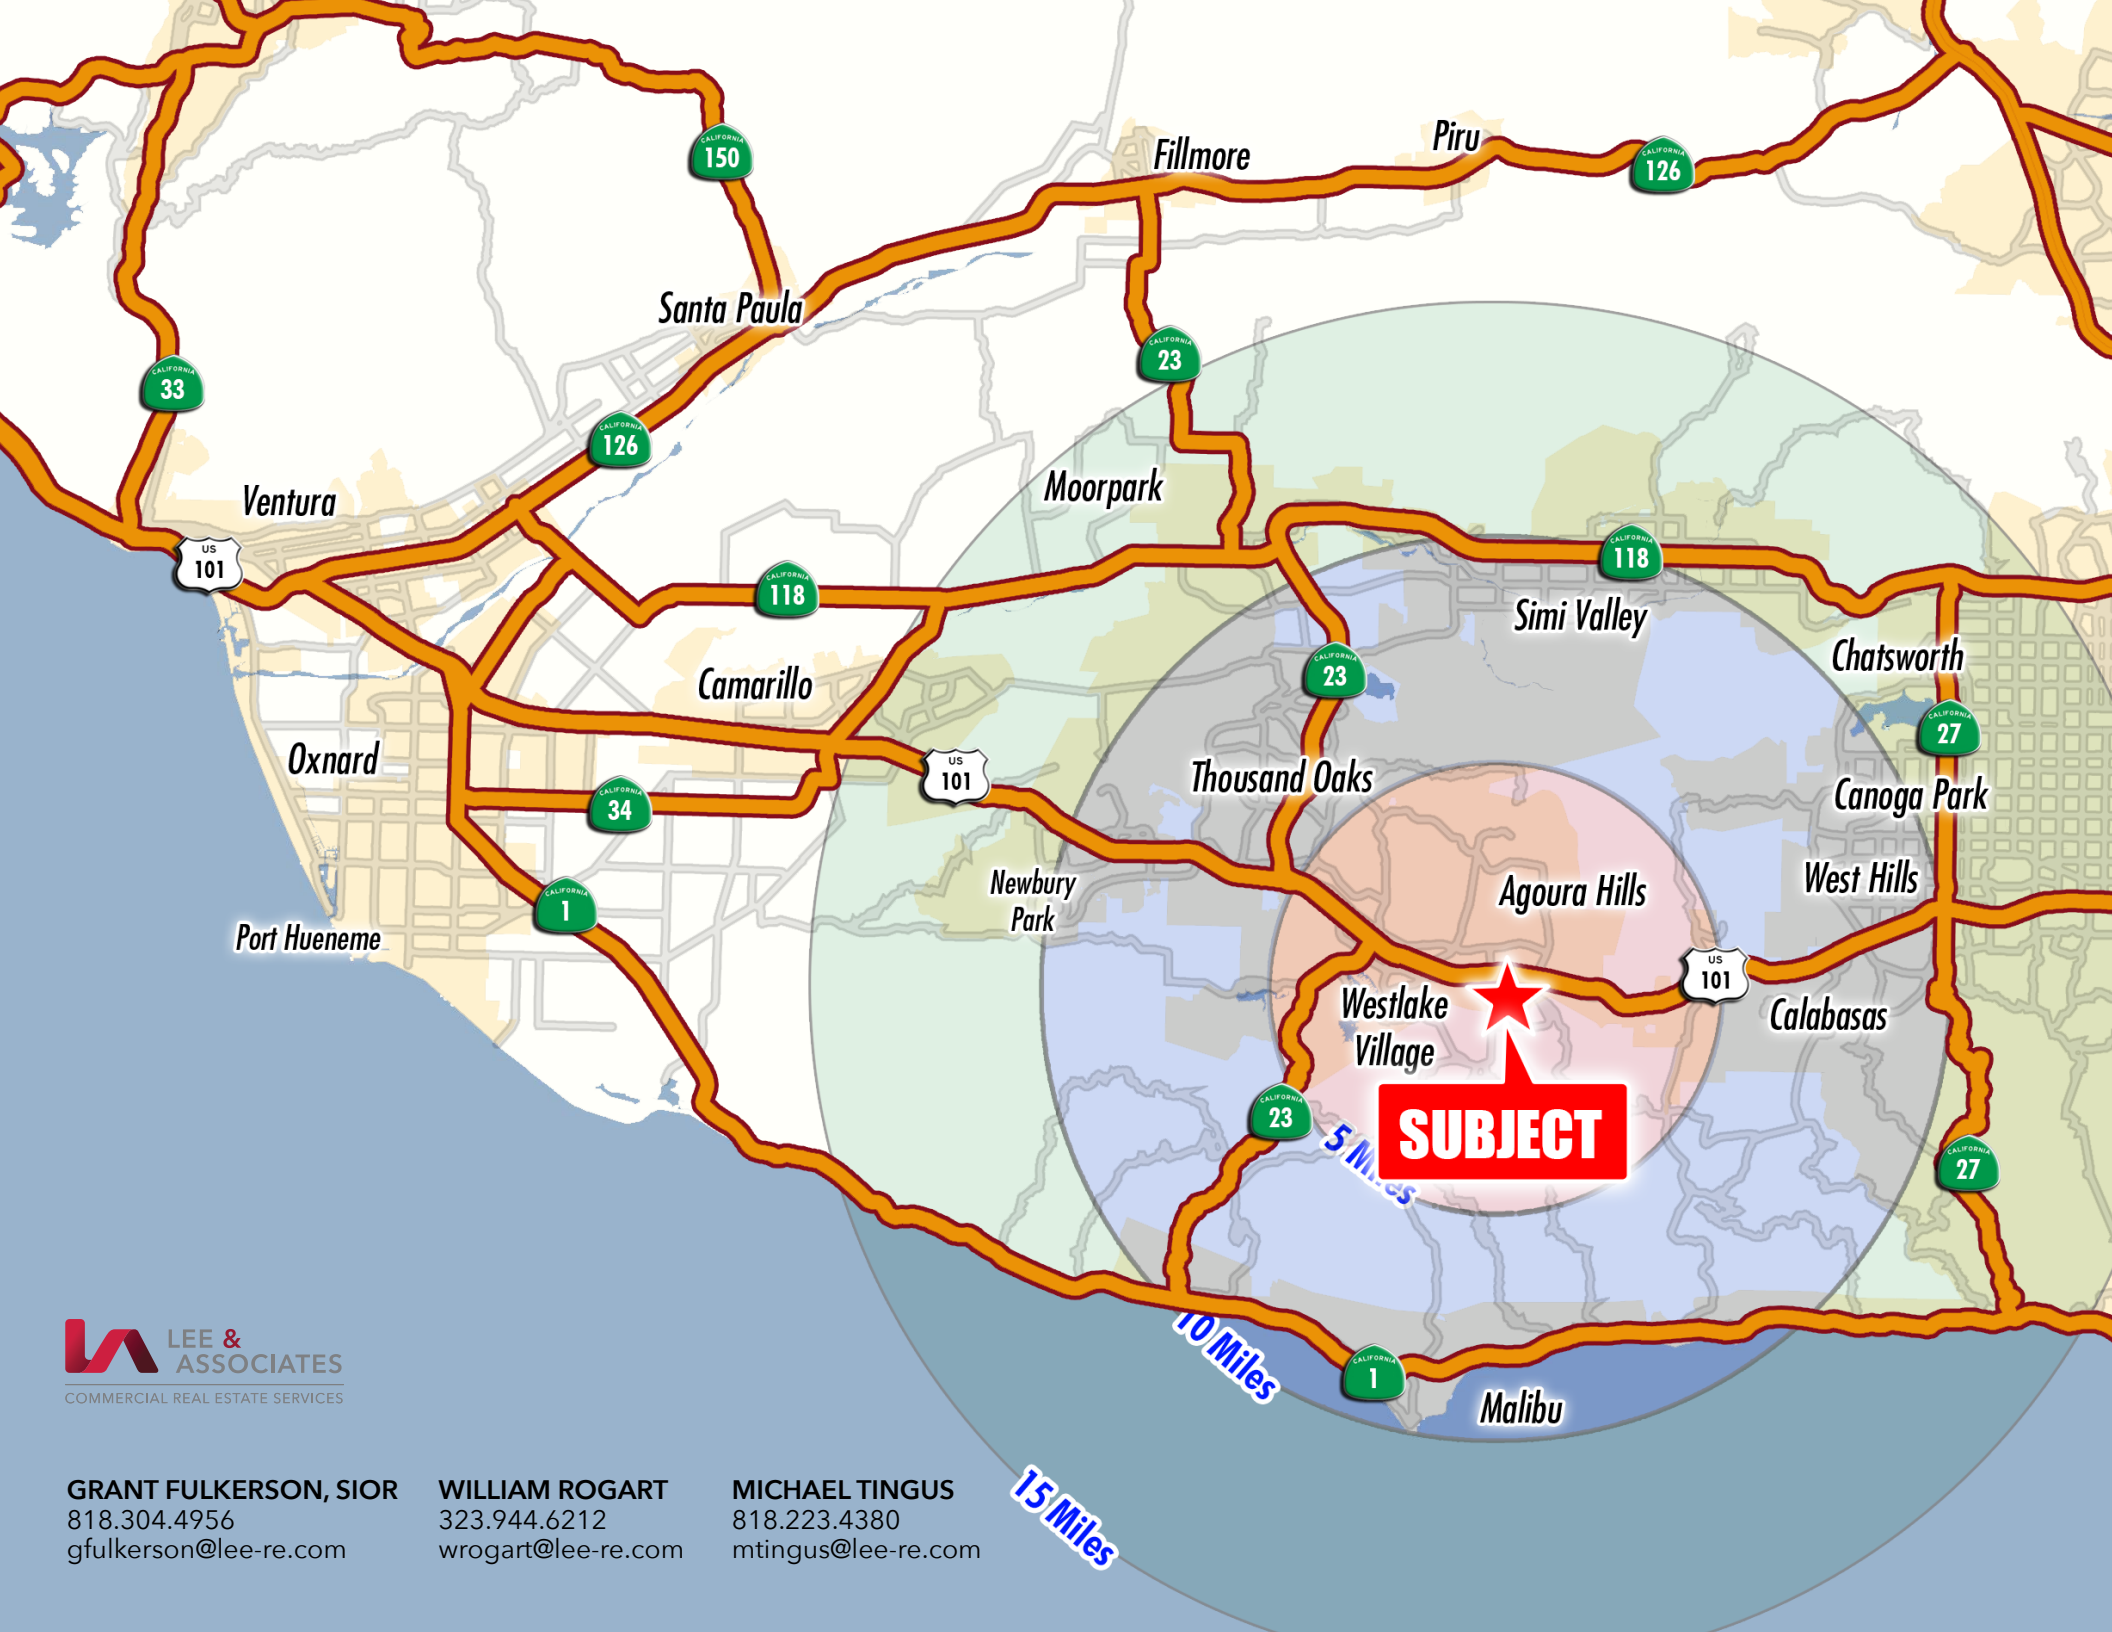 CALIFORNIA
150
Fillmore
Piru
CALIFORNIA
126
Santa Paula
CALIFORNIA
23
CALIFORNIA
33
CALIFORNIA
126
Ventura
Moorpark
US
101
CALIFORNIA
118
CALIFORNIA
118
Simi Valley
Chatsworth
Camarillo
CALIFORNIA
23
CALIFORNIA
27
Oxnard
US
101
Thousand Oaks
Canoga Park
CALIFORNIA
34
Newbury
Park
Agoura Hills
West Hills
CALIFORNIA
1
Port Hueneme
US
101
Westlake
Village
Calabasas
CALIFORNIA
23
5 Miles
SUBJECT
CALIFORNIA
27
10 Miles
CALIFORNIA
1
Malibu
15 Miles
LEE &
ASSOCIATES
COMMERCIAL REAL ESTATE SERVICES
GRANT FULKERSON, SIOR
818.304.4956
gfulkerson@lee-re.com
WILLIAM ROGART
323.944.6212
wrogart@lee-re.com
MICHAEL TINGUS
818.223.4380
mtingus@lee-re.com